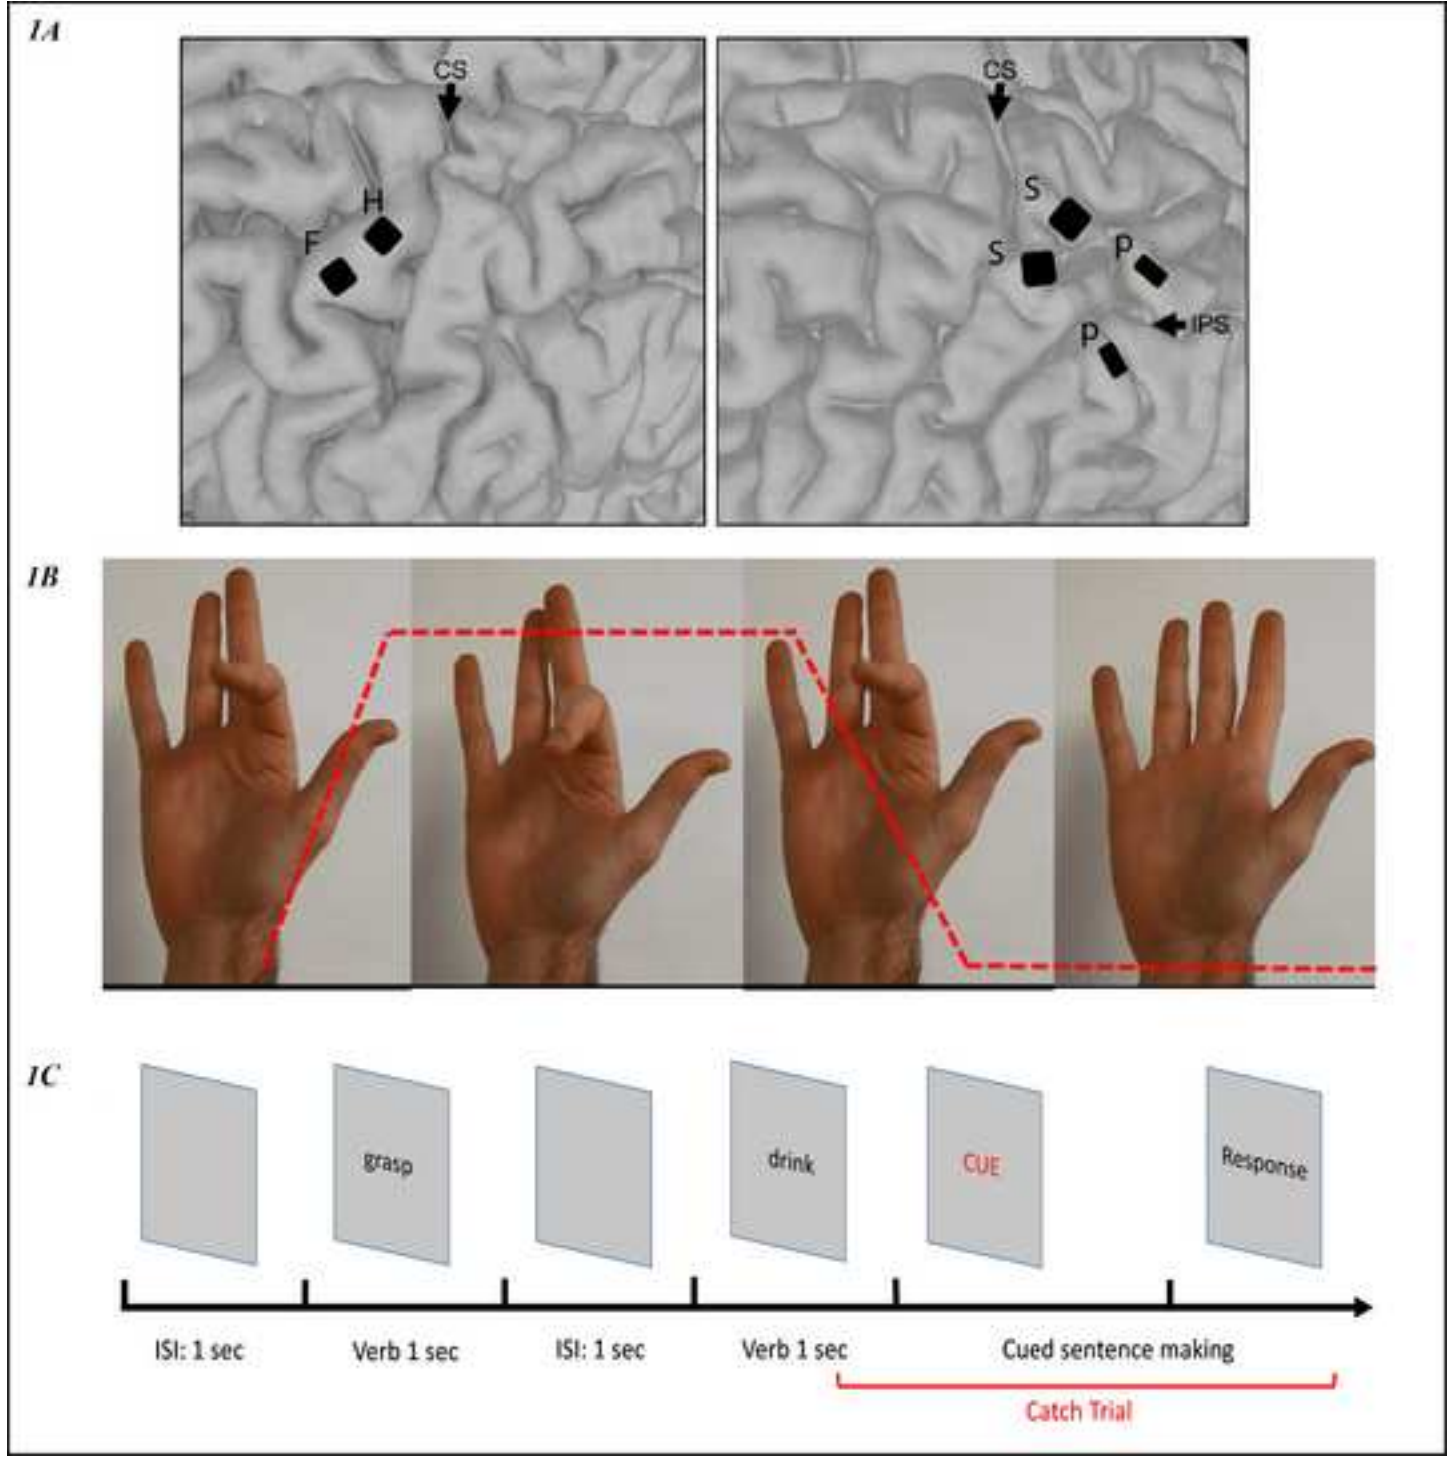 1A
CS
CS
H
F
S
S
p
p
IPS
1B
1C
grasp
drink
CUE
Response
ISI: 1 sec
Verb 1 sec
ISI: 1 sec
Verb 1 sec
Cued sentence making
Catch Trial